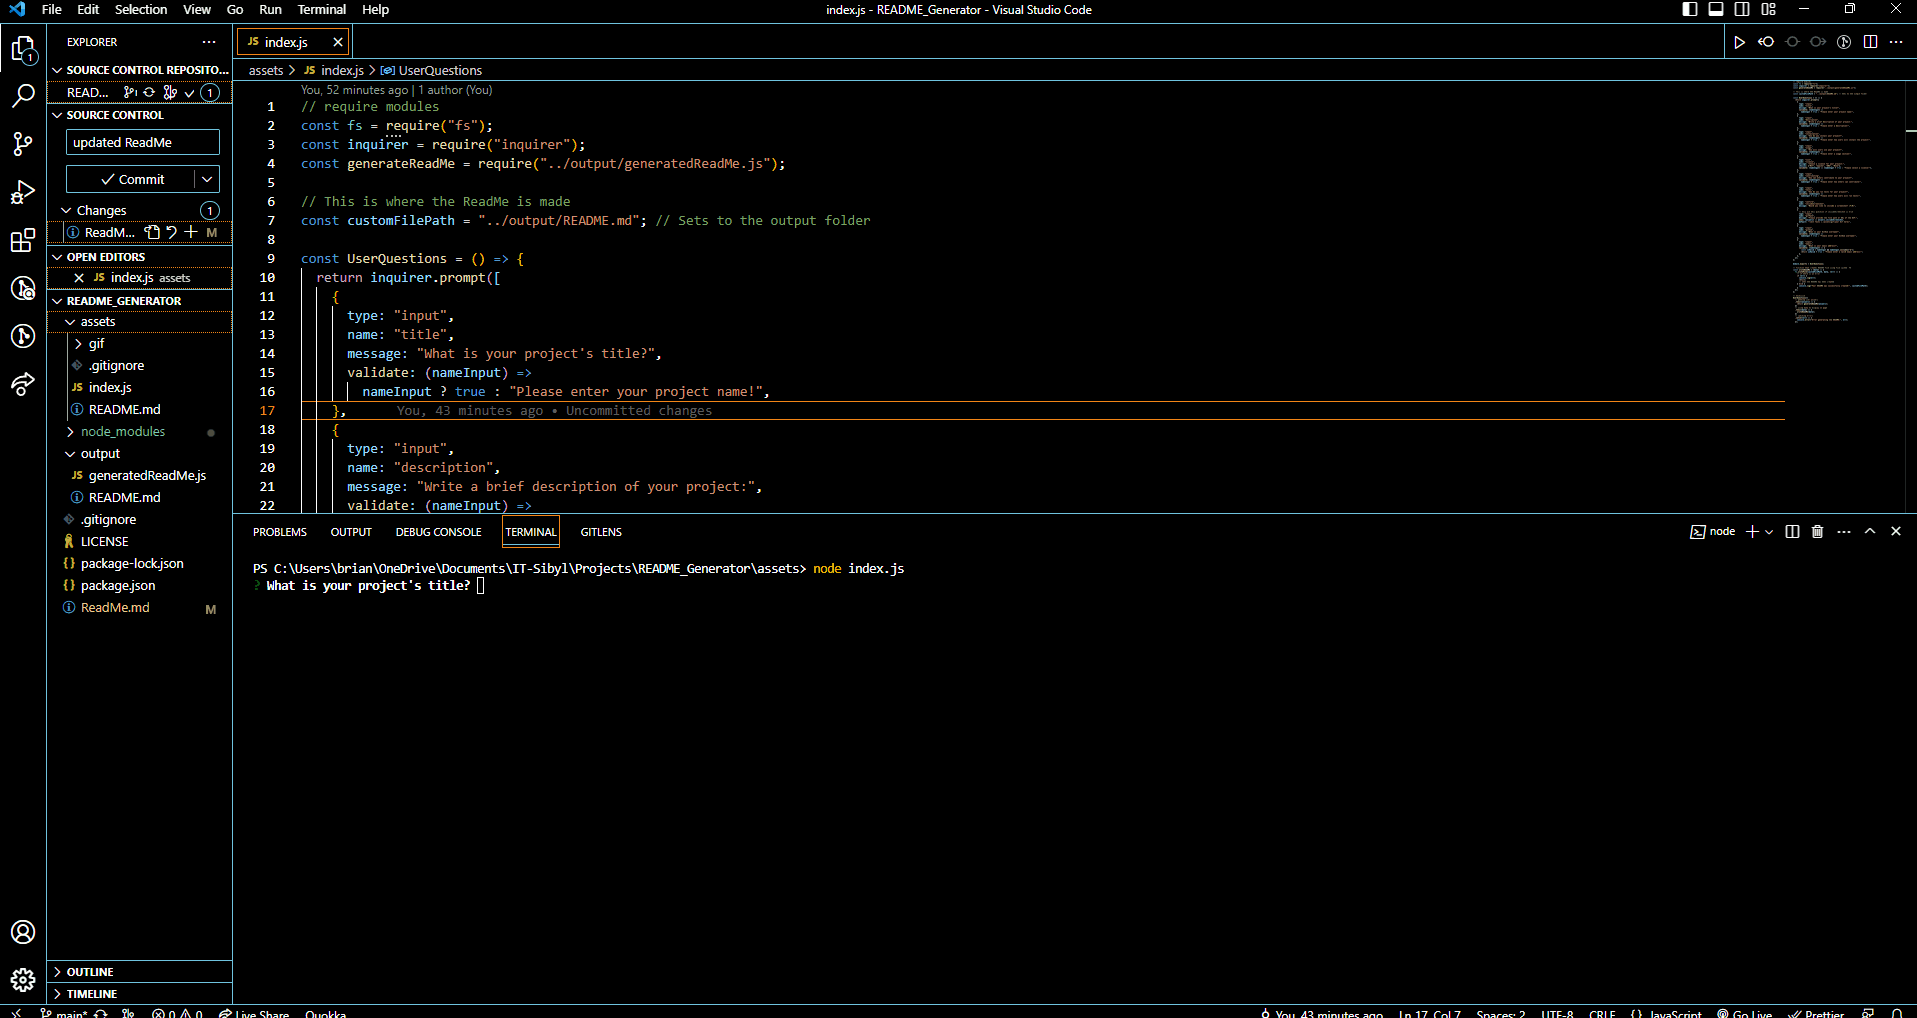 File Edit Selection View Go Run Terminal Help
index.js - README_Generator - Visual Studio Code
1
EXPLORER
SOURCE CONTROL REPOSITO...
READ... 1
SOURCE CONTROL
updated ReadMe
Commit
Changes 1
ReadM... M
OPEN EDITORS
JS index.js assets
README_GENERATOR
assets
gif
.gitignore
JS index.js
README.md
node_modules
output
JS generatedReadMe.js
README.md
.gitignore
LICENSE
{} package-lock.json
{} package.json
ReadMe.md M
OUTLINE
TIMELINE
JS index.js
assets > JS index.js > UserQuestions
You, 52 minutes ago | 1 author (You)
1 // require modules
2 const fs = require("fs");
3 const inquirer = require("inquirer");
4 const generateReadMe = require("../output/generatedReadMe.js");
5
6 // This is where the ReadMe is made
7 const customFilePath = "../output/README.md"; // Sets to the output folder
8
9 const UserQuestions = () => {
10 return inquirer.prompt([
11 {
12 type: "input",
13 name: "title",
14 message: "What is your project's title?",
15 validate: (nameInput) =>
16 nameInput ? true : "Please enter your project name!",
17 }, You, 43 minutes ago • Uncommitted changes
18 {
19 type: "input",
20 name: "description",
21 message: "Write a brief description of your project:",
22 validate: (nameInput) =>
PROBLEMS OUTPUT DEBUG CONSOLE TERMINAL GITLENS
node
PS C:\Users\brian\OneDrive\Documents\IT-Sibyl\Projects\README_Generator\assets> node index.js
? What is your project's title?
main* 0 0 Live Share Quokka
You, 43 minutes ago Ln 17, Col 7 Spaces: 2 UTF-8 CRLF {} JavaScript Go Live Prettier